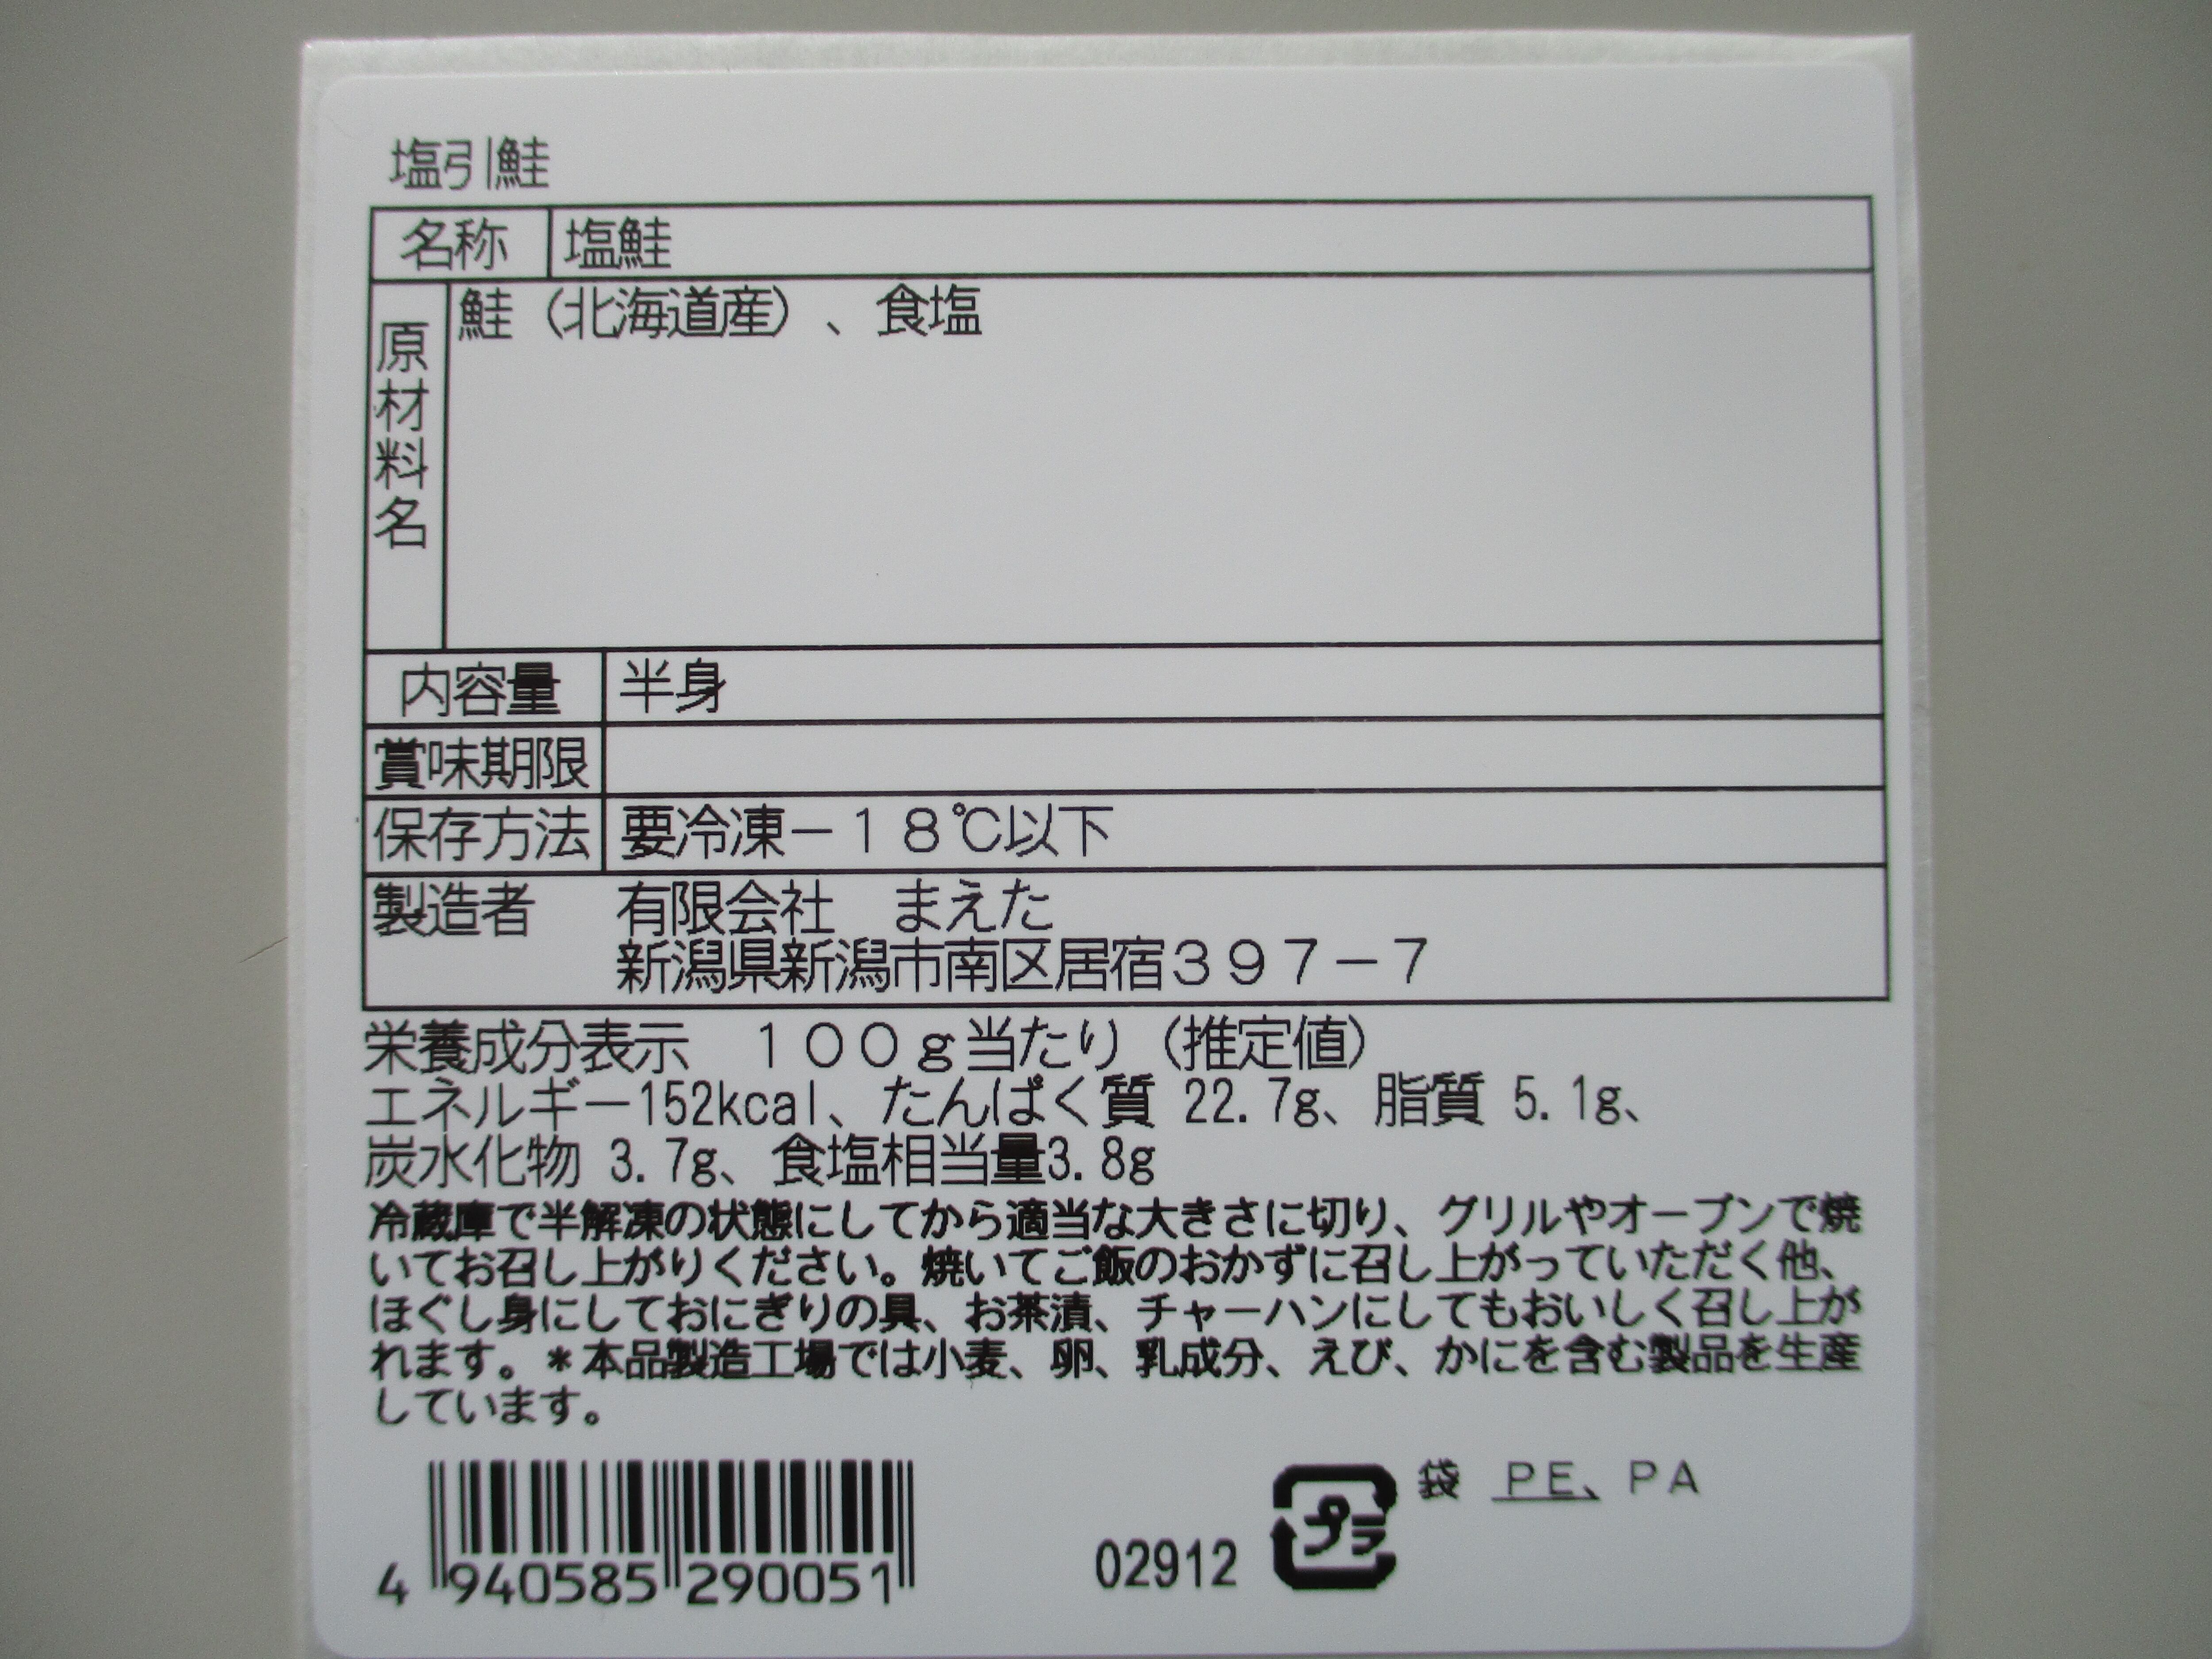 塩引鮭
名称 塩鮭
原材料名 鮭（北海道産）、食塩
内容量 半身
賞味期限
保存方法 要冷凍－１８℃以下
製造者 有限会社　まえた
新潟県新潟市南区居宿３９７－７
栄養成分表示　１００ｇ当たり（推定値）
エネルギー152kcal、たんぱく質 22.7g、脂質 5.1g、
炭水化物 3.7g、食塩相当量3.8g
冷蔵庫で半解凍の状態にしてから適当な大きさに切り、グリルやオーブンで焼
いてお召し上がりください。焼いてご飯のおかずに召し上がっていただく他、
ほぐし身にしておにぎりの具、お茶漬、チャーハンにしてもおいしく召し上が
れます。＊本品製造工場では小麦、卵、乳成分、えび、かにを含む製品を生産
しています。
袋 ＰＥ、ＰＡ
プラ
02912
4 940585 290051